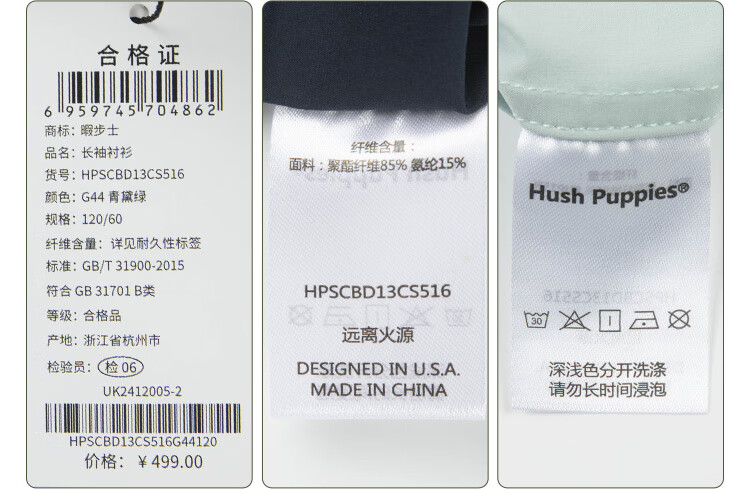 合格证
6 959745 704862
商标：暇步士
品名：长袖衬衫
货号：HPSCBD13CS516
颜色：G44 青黛绿
规格：120/60
纤维含量：详见耐久性标签
标准：GB/T 31900-2015
符合 GB 31701 B类
等级：合格品
产地：浙江省杭州市
检验员：检 06
UK2412005-2
HPSCBD13CS516G44120
价格：￥499.00
纤维含量：
面料：聚酯纤维85% 氨纶15%
HPSCBD13CS516
远离火源
DESIGNED IN U.S.A.
MADE IN CHINA
Hush Puppies®
30
深浅色分开洗涤
请勿长时间浸泡